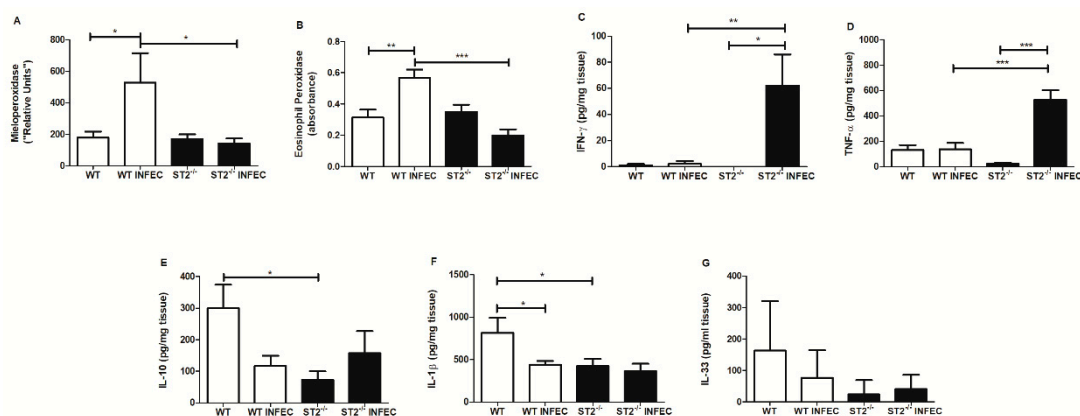 A
Mieloperoxidase
("Relative Units")
800
600
400
200
0
*
*
WT
WT INFEC
ST2-/-
ST2-/- INFEC
B
Eosinophil Peroxidase
(absorbance)
0.8
0.6
0.4
0.2
0.0
**
***
WT
WT INFEC
ST2-/-
ST2-/- INFEC
C
IFN-γ (pg/mg tissue)
80
60
40
20
0
**
*
WT
WT INFEC
ST2-/-
ST2-/- INFEC
D
TNF-α (pg/mg tissue)
1000
800
600
400
200
0
***
***
WT
WT INFEC
ST2-/-
ST2-/- INFEC
E
IL-10 (pg/mg tissue)
400
300
200
100
0
*
WT
WT INFEC
ST2-/-
ST2-/- INFEC
F
IL-1β (pg/mg tissue)
1500
1000
500
0
*
*
WT
WT INFEC
ST2-/-
ST2-/- INFEC
G
IL-33 (pg/ml tissue)
400
300
200
100
0
WT
WT INFEC
ST2-/-
ST2-/- INFEC